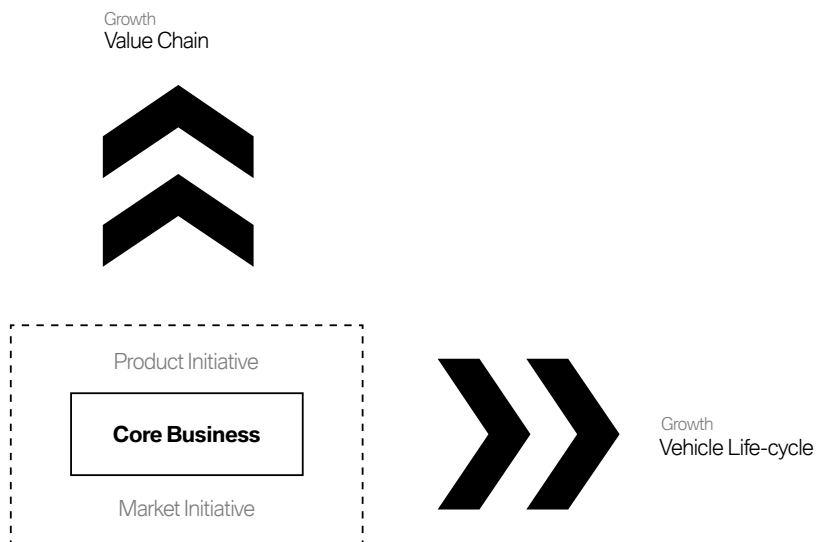 Growth
Value Chain
Product Initiative
Core Business
Market Initiative
Growth
Vehicle Life-cycle